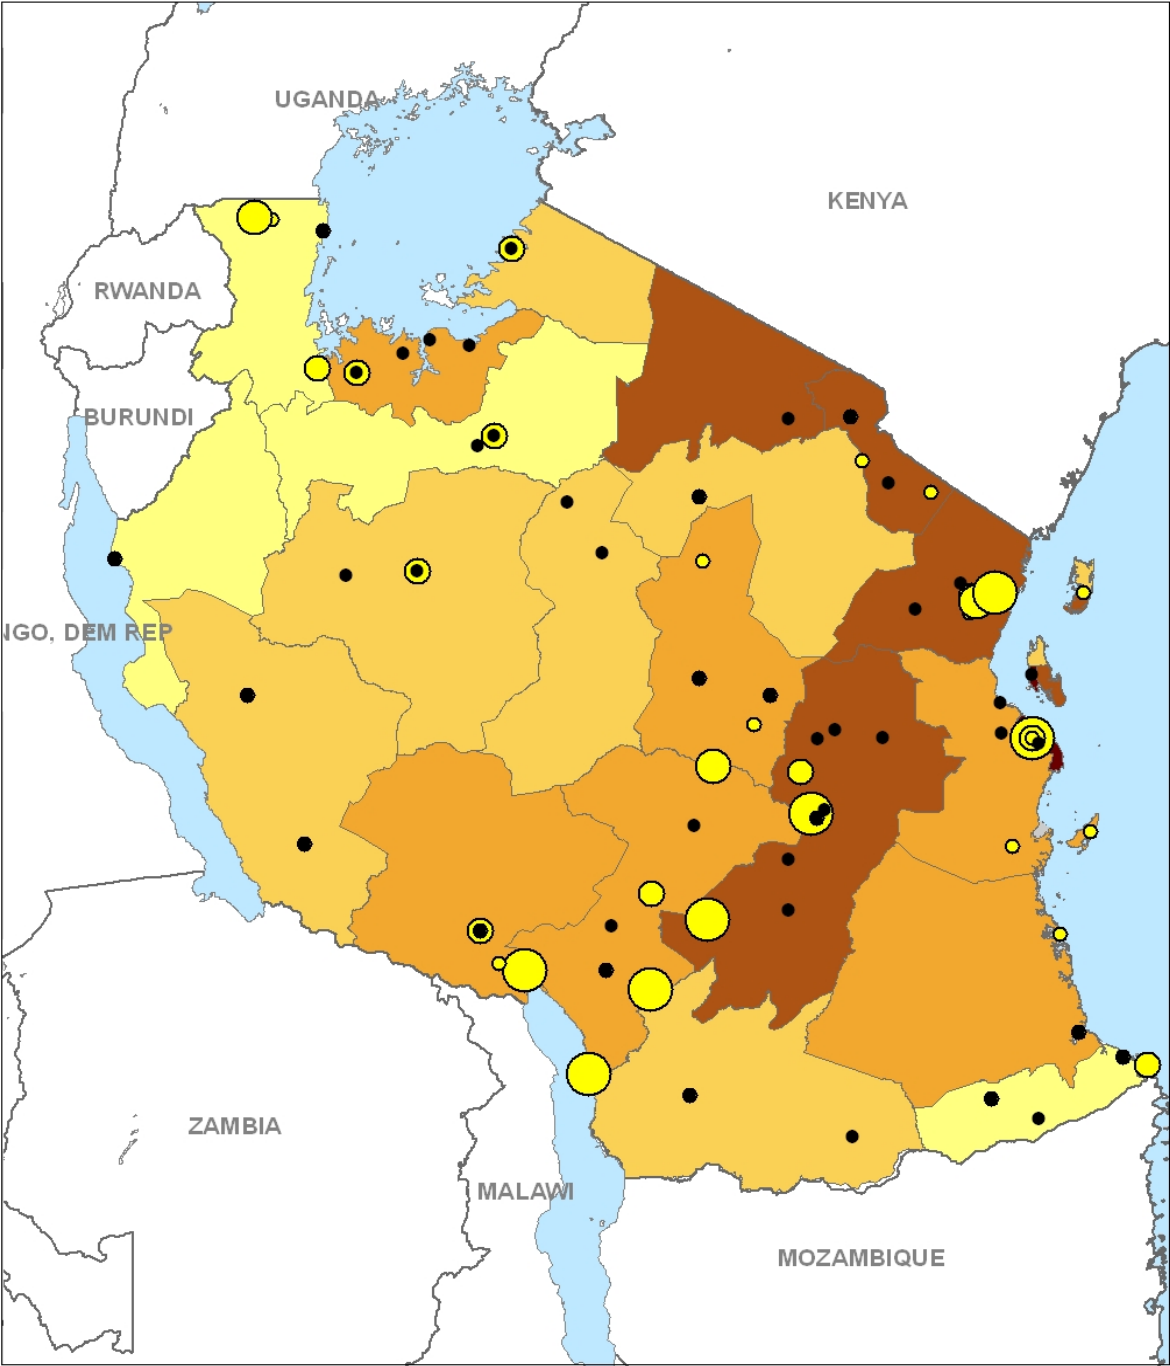 UGANDA
KENYA
RWANDA
BURUNDI
NGO, DEM REP
ZAMBIA
MALAWI
MOZAMBIQUE